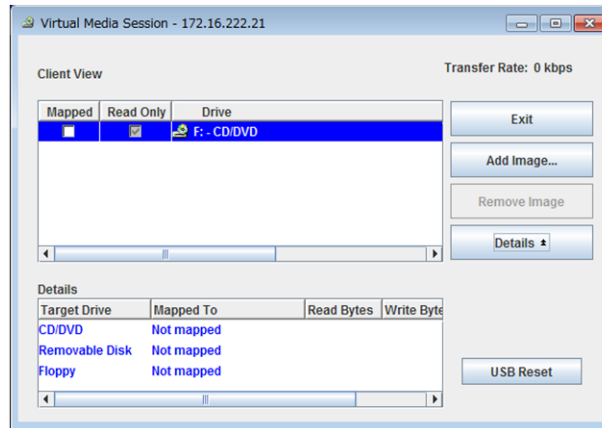 Virtual Media Session - 172.16.222.21
Client View
Transfer Rate: 0 kbps
Mapped Read Only Drive
F: - CD/DVD
Exit
Add Image...
Remove Image
Details
Details
Target Drive Mapped To Read Bytes Write Byte
CD/DVD Not mapped
Removable Disk Not mapped
Floppy Not mapped
USB Reset